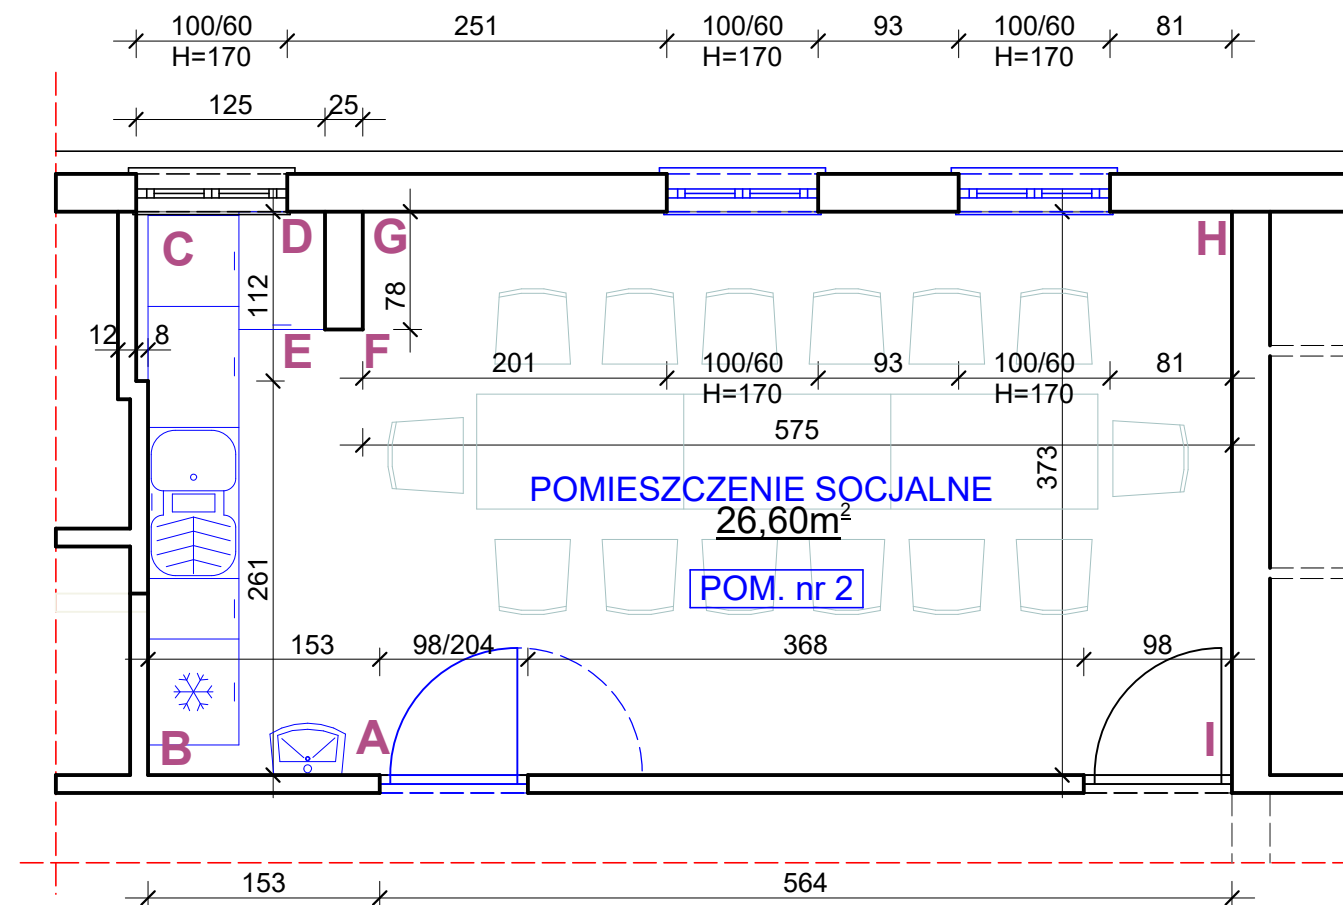 100/60 251 100/60 93 100/60 81
H=170 H=170 H=170
125 25
C D G H
112 78
12 8 E F
201 100/60 93 100/60 81
H=170 H=170
575
373
POMIESZCZENIE SOCJALNE
26,60m²
261
POM. nr 2
153 98/204 368 98
B A I
153 564